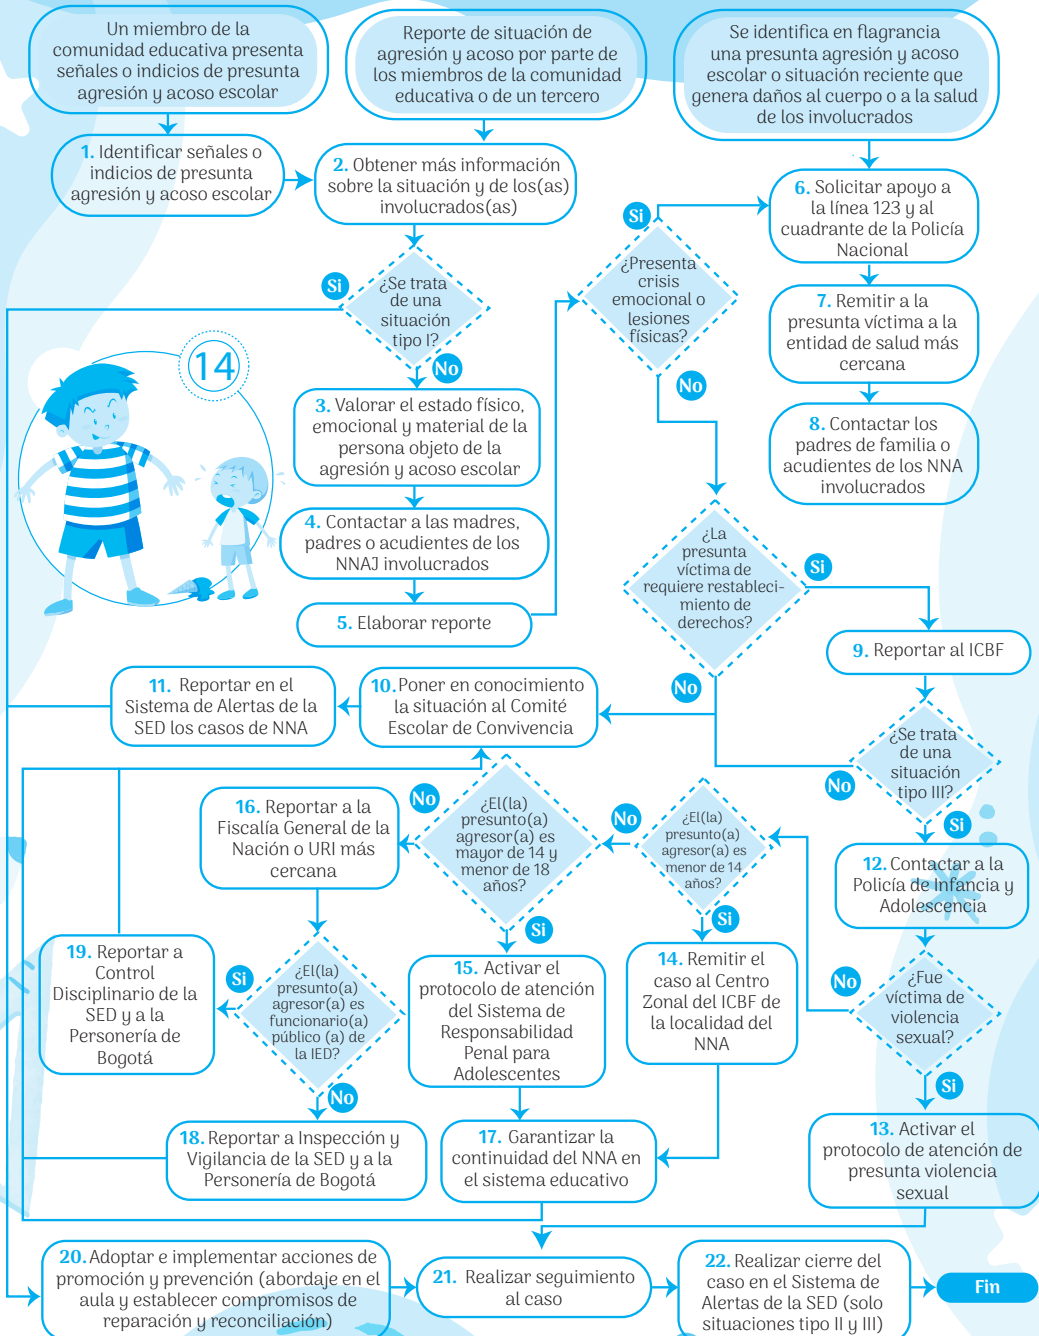 Un miembro de la
comunidad educativa presenta
señales o indicios de presunta
agresión y acoso escolar
Reporte de situación de
agresión y acoso por parte de
los miembros de la comunidad
educativa o de un tercero
Se identifica en flagrancia
una presunta agresión y acoso
escolar o situación reciente que
genera daños al cuerpo o a la salud
de los involucrados
1. Identificar señales o
indicios de presunta
agresión y acoso escolar
2. Obtener más información
sobre la situación y de los(as)
involucrados(as)
6. Solicitar apoyo a
la línea 123 y al
cuadrante de la Policía
Nacional
¿Se trata
de una
situación
tipo I?
Si
No
¿Presenta
crisis
emocional o
lesiones
físicas?
Si
No
7. Remitir a la
presunta víctima a la
entidad de salud más
cercana
14
3. Valorar el estado físico,
emocional y material de la
persona objeto de la
agresión y acoso escolar
8. Contactar los
padres de familia o
acudientes de los NNA
involucrados
4. Contactar a las madres,
padres o acudientes de los
NNAJ involucrados
5. Elaborar reporte
¿La
presunta
víctima de
requiere restableci-
miento de
derechos?
Si
No
9. Reportar al ICBF
11. Reportar en el
Sistema de Alertas de la
SED los casos de NNA
10. Poner en conocimiento
la situación al Comité
Escolar de Convivencia
¿Se trata
de una
situación
tipo III?
No
Si
16. Reportar a la
Fiscalía General de la
Nación o URI más
cercana
No
¿El(la)
presunto(a)
agresor(a) es
mayor de 14 y
menor de 18
años?
Si
No
¿El(la)
presunto(a)
agresor(a) es
menor de 14
años?
Si
12. Contactar a la
Policía de Infancia y
Adolescencia
19. Reportar a
Control
Disciplinario de la
SED y a la
Personería de
Bogotá
Si
¿El(la)
presunto(a)
agresor(a) es
funcionario(a)
público (a) de
la IED?
No
15. Activar el
protocolo de atención
del Sistema de
Responsabilidad
Penal para
Adolescentes
14. Remitir el
caso al Centro
Zonal del ICBF de
la localidad del
NNA
No
¿Fue
víctima de
violencia
sexual?
Si
18. Reportar a Inspección y
Vigilancia de la SED y a la
Personería de Bogotá
17. Garantizar la
continuidad del NNA en
el sistema educativo
13. Activar el
protocolo de atención de
presunta violencia
sexual
20. Adoptar e implementar acciones de
promoción y prevención (abordaje en el
aula y establecer compromisos de
reparación y reconciliación)
21. Realizar seguimiento
al caso
22. Realizar cierre del
caso en el Sistema de
Alertas de la SED (solo
situaciones tipo II y III)
Fin